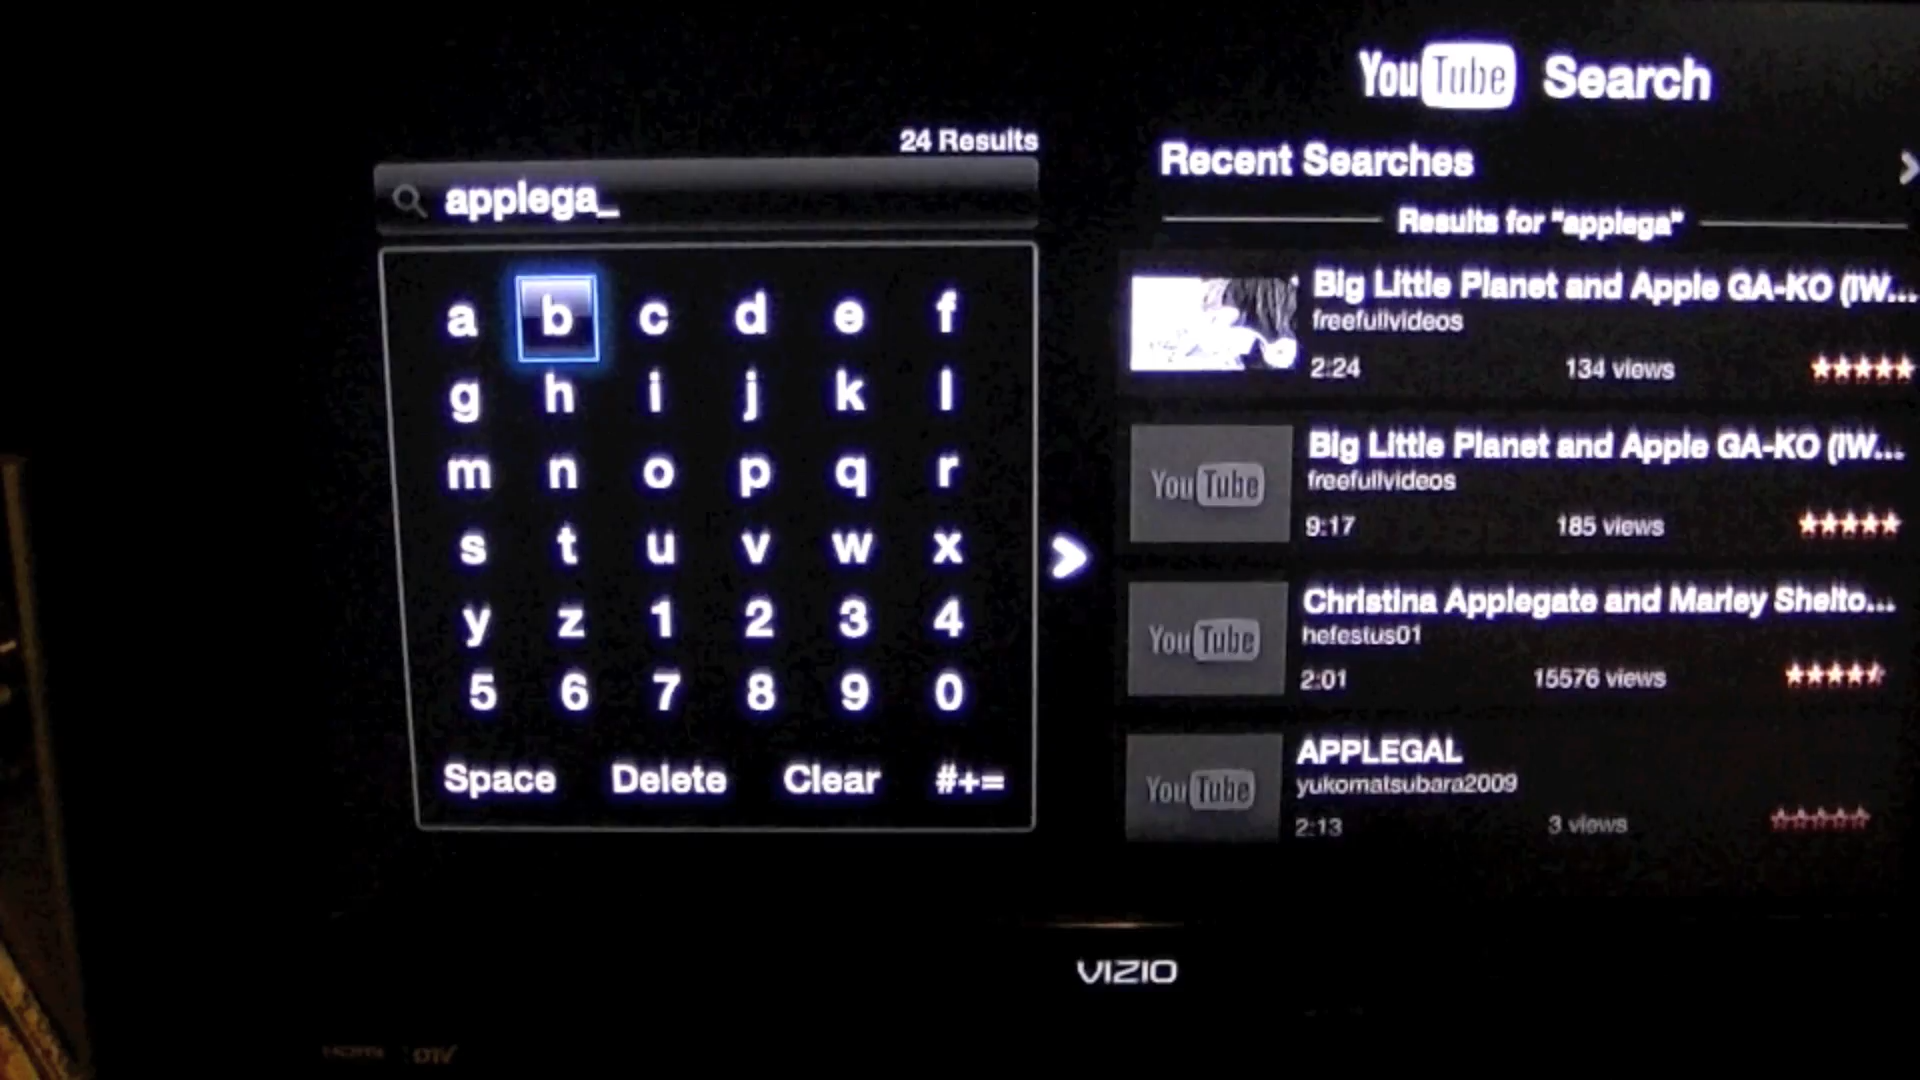 YouTube Search
24 Results
applega_
a b c d e f
g h i j k l
m n o p q r
s t u v w x
y z 1 2 3 4
5 6 7 8 9 0
Space Delete Clear #+=
Recent Searches
Results for "applega"
Big Little Planet and Apple GA-KO (IW...
freefullvideos
2:24 134 views
YouTube
Big Little Planet and Apple GA-KO (IW...
freefullvideos
9:17 185 views
YouTube
Christina Applegate and Marley Shelto...
hefestus01
2:01 15576 views
YouTube
APPLEGAL
yukomatsubara2009
2:13 3 views
VIZIO